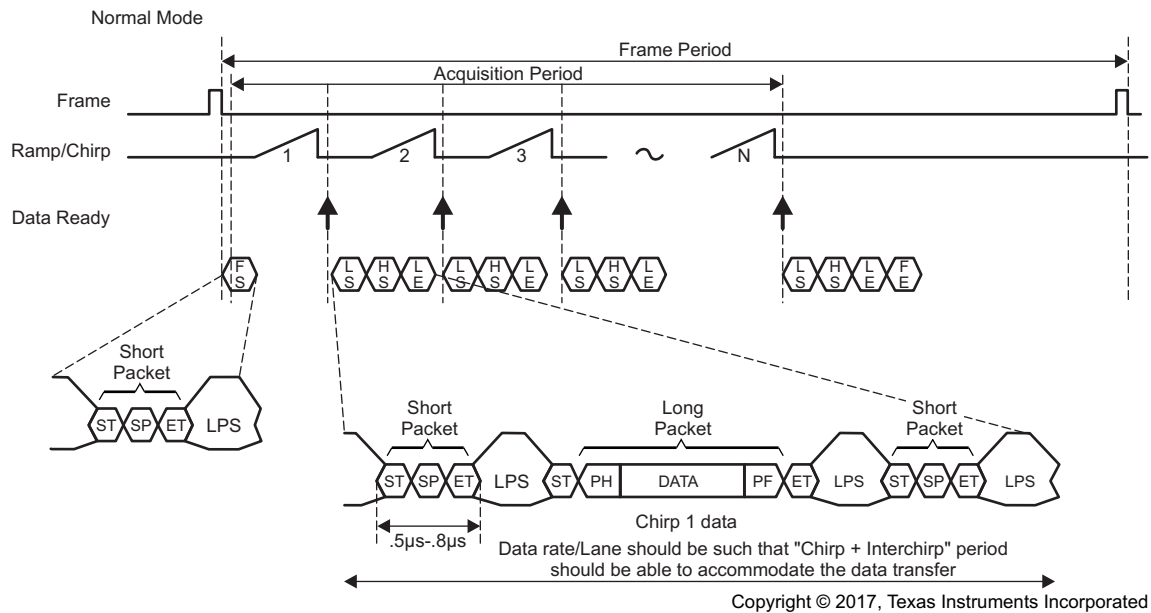 Normal Mode
Frame Period
Acquisition Period
Frame
Ramp/Chirp
1 2 3 N
Data Ready
F S
L S H S L E L S H S L E L S H S L E L S H S L E F E
Short Packet
ST SP ET LPS
Short Packet
Long Packet
Short Packet
ST SP ET LPS ST PH DATA PF ET LPS ST SP ET LPS
.5µs-.8µs
Chirp 1 data
Data rate/Lane should be such that "Chirp + Interchirp" period
should be able to accommodate the data transfer
Copyright © 2017, Texas Instruments Incorporated